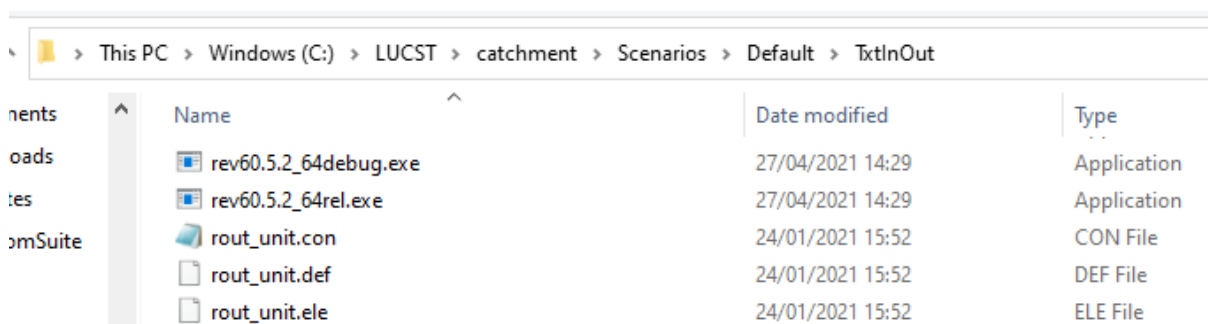 This PC > Windows (C:) > LUCST > catchment > Scenarios > Default > TxtInOut
nents
oads
tes
omSuite
Name Date modified Type
rev60.5.2_64debug.exe 27/04/2021 14:29 Application
rev60.5.2_64rel.exe 27/04/2021 14:29 Application
rout_unit.con 24/01/2021 15:52 CON File
rout_unit.def 24/01/2021 15:52 DEF File
rout_unit.ele 24/01/2021 15:52 ELE File